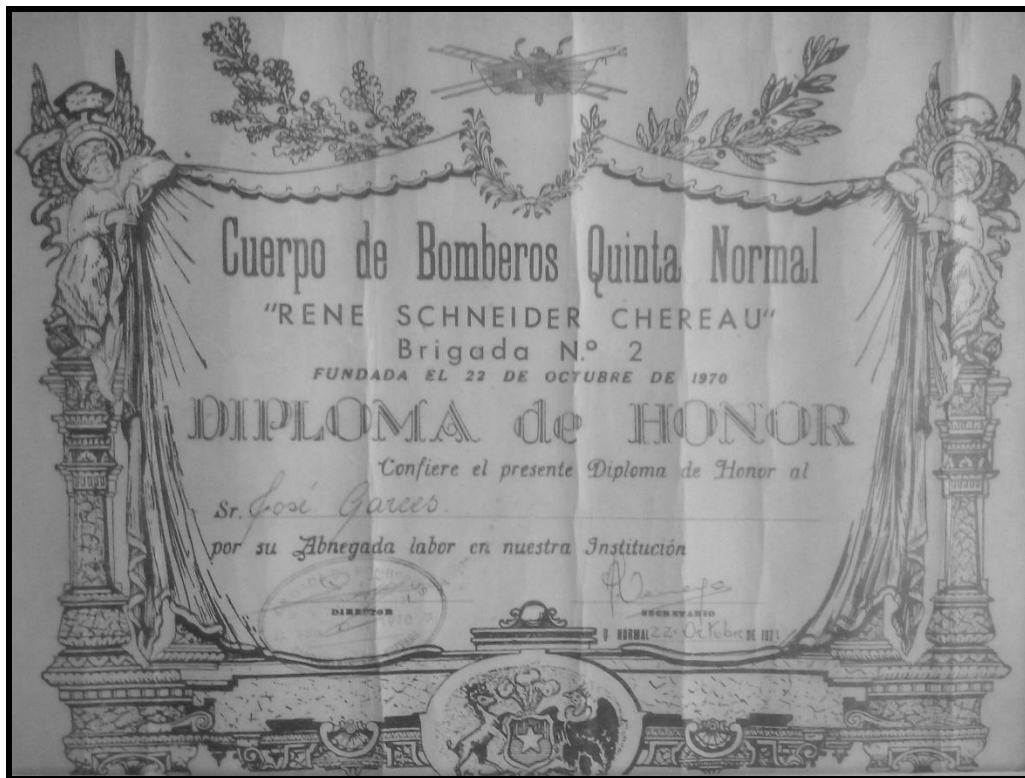 Cuerpo de Bomberos Quinta Normal
"RENE SCHNEIDER CHEREAU"
Brigada N.º 2
FUNDADA EL 22 DE OCTUBRE DE 1970
DIPLOMA de HONOR
Confiere el presente Diploma de Honor al
Sr. José Garces
por su Abnegada labor en nuestra Institución
DIRECTOR
SECRETARIO
Q. NORMAL 22 Octubre DE